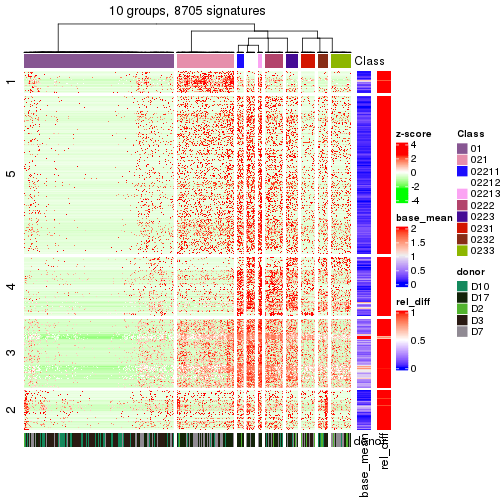 10 groups, 8705 signatures
Class
1
5
4
3
2
donor
base_mean
rel_diff
z-score
4
2
0
-2
-4
base_mean
2
1.5
1
0.5
0
rel_diff
1
0.5
0
Class
01
021
02211
02212
02213
0222
0223
0231
0232
0233
donor
D10
D17
D2
D3
D7